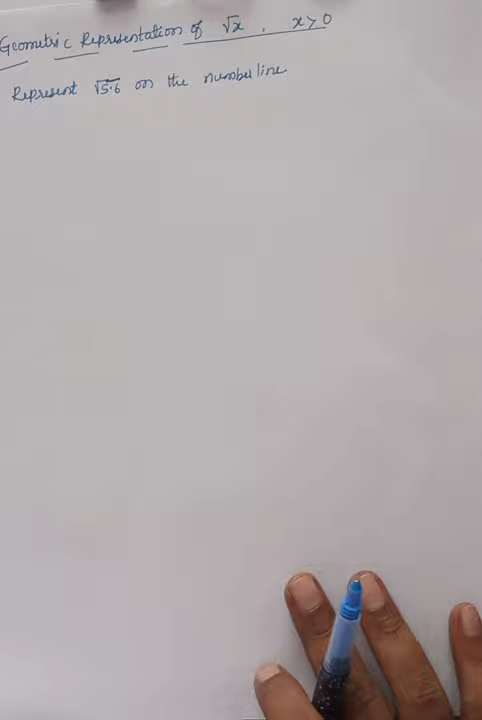 Geometric Representation of √x , x > 0
Represent √5.6 on the number line